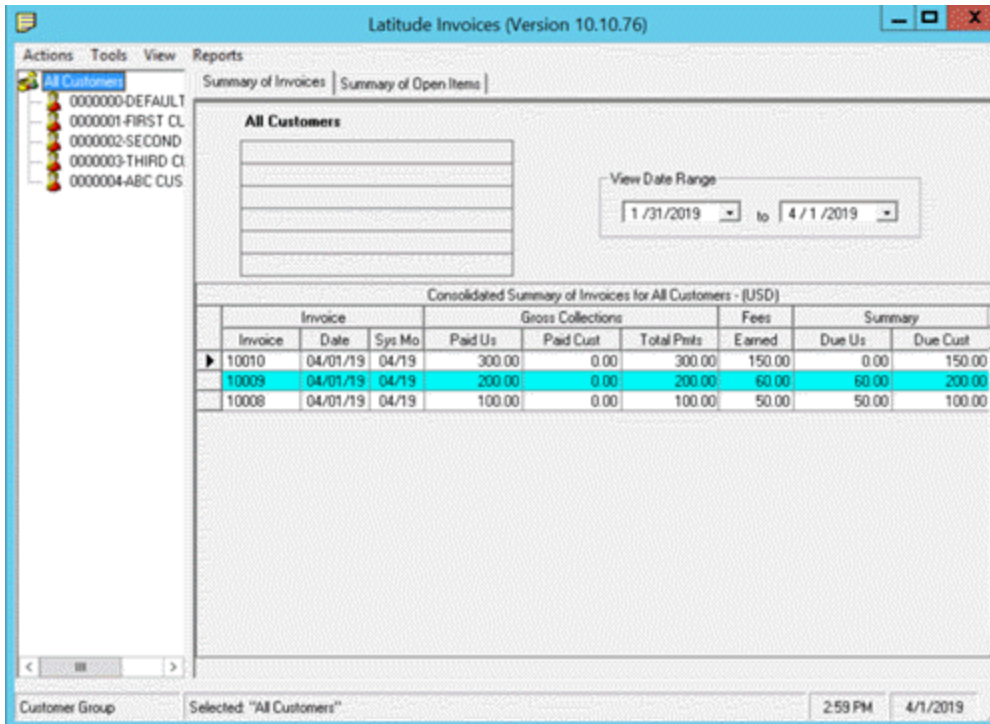 Latitude Invoices (Version 10.10.76)
Actions Tools View Reports
All Customers
0000000-DEFAULT
0000001-FIRST CL
0000002-SECOND
0000003-THIRD CL
0000004-ABC CUS
Summary of Invoices Summary of Open Items
All Customers
View Date Range
1 /31/2019 to 4 / 1 /2019
Consolidated Summary of Invoices for All Customers - (USD)
Invoice Gross Collections Fees Summary
Invoice Date Sys Mo Paid Us Paid Cust Total Pmts Earned Due Us Due Cust
10010 04/01/19 04/19 300.00 0.00 300.00 150.00 0.00 150.00
10009 04/01/19 04/19 200.00 0.00 200.00 60.00 60.00 200.00
10008 04/01/19 04/19 100.00 0.00 100.00 50.00 50.00 100.00
Customer Group Selected: "All Customers" 2:59 PM 4/1/2019